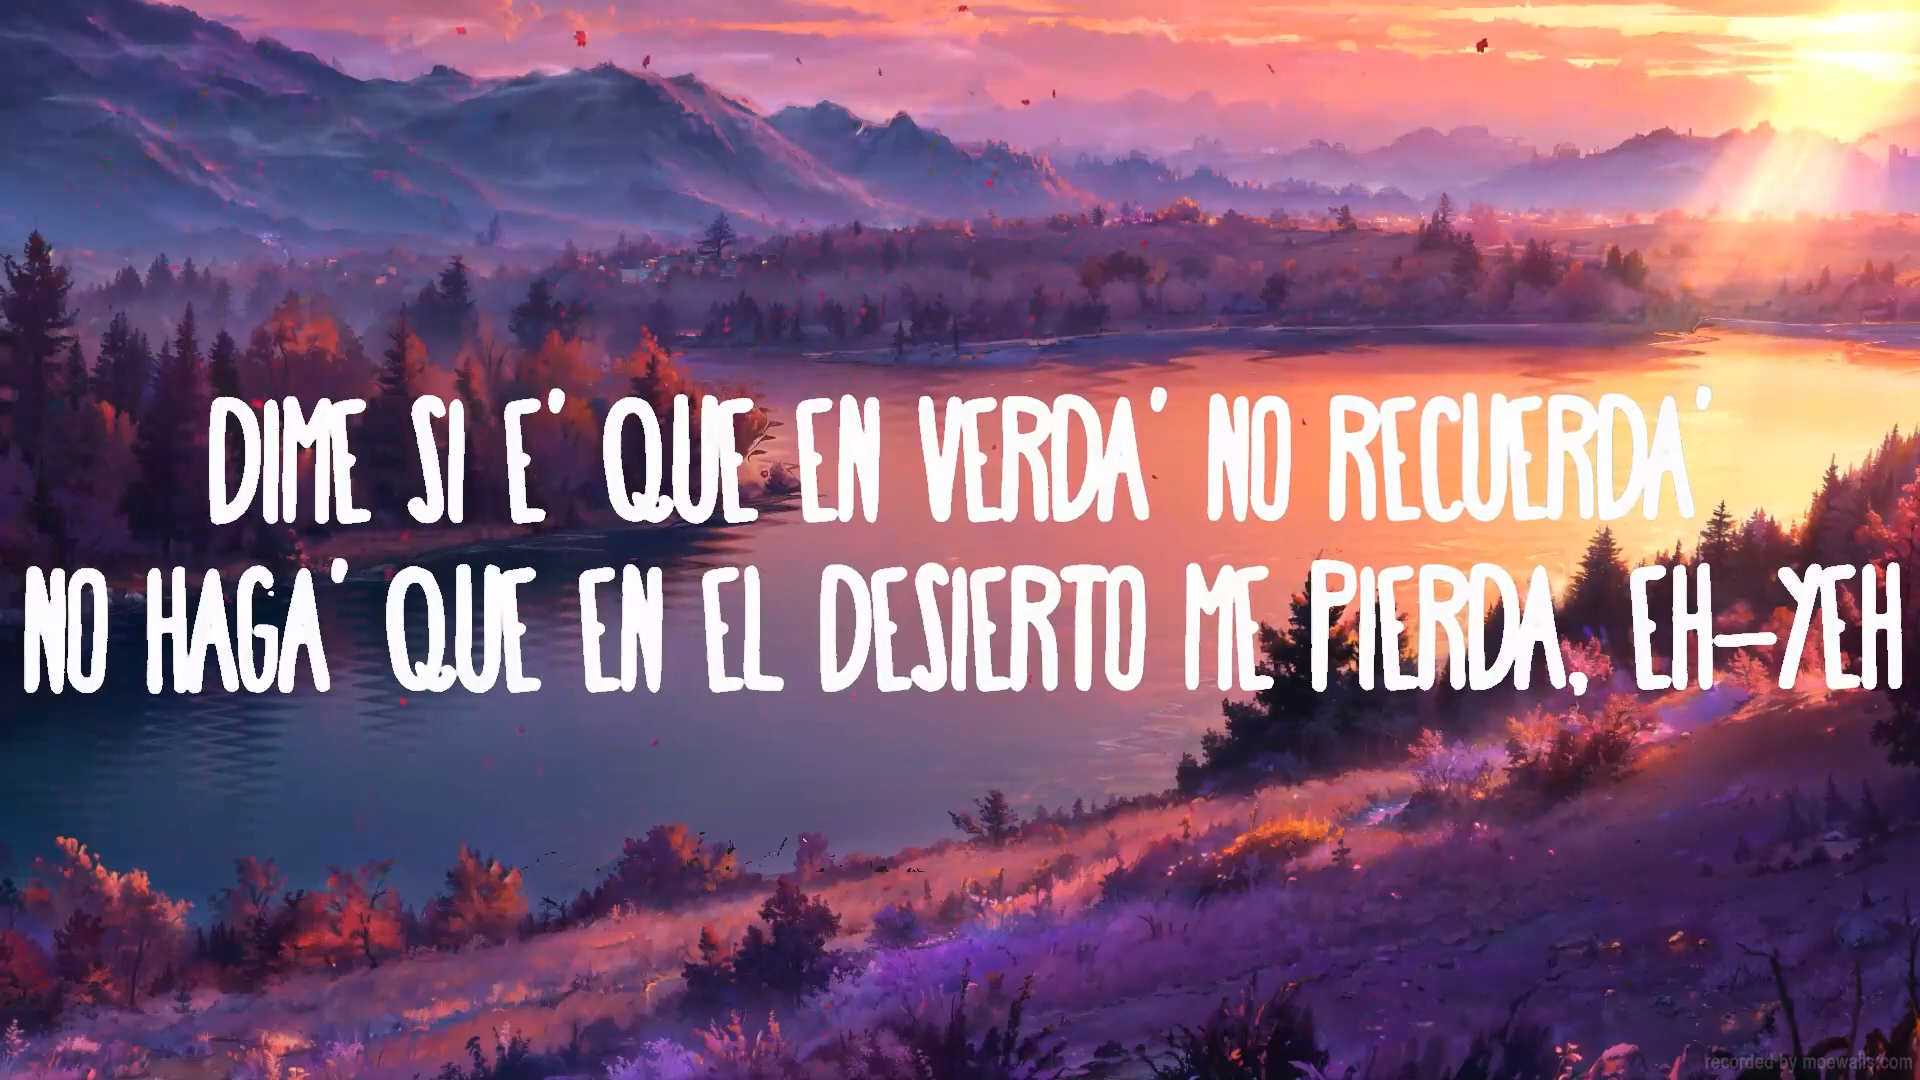 DIME SI E' QUE EN VERDA' NO RECUERDA'
NO HAGA' QUE EN EL DESIERTO ME PIERDA, EH-YEH
recorded by moewalls.com